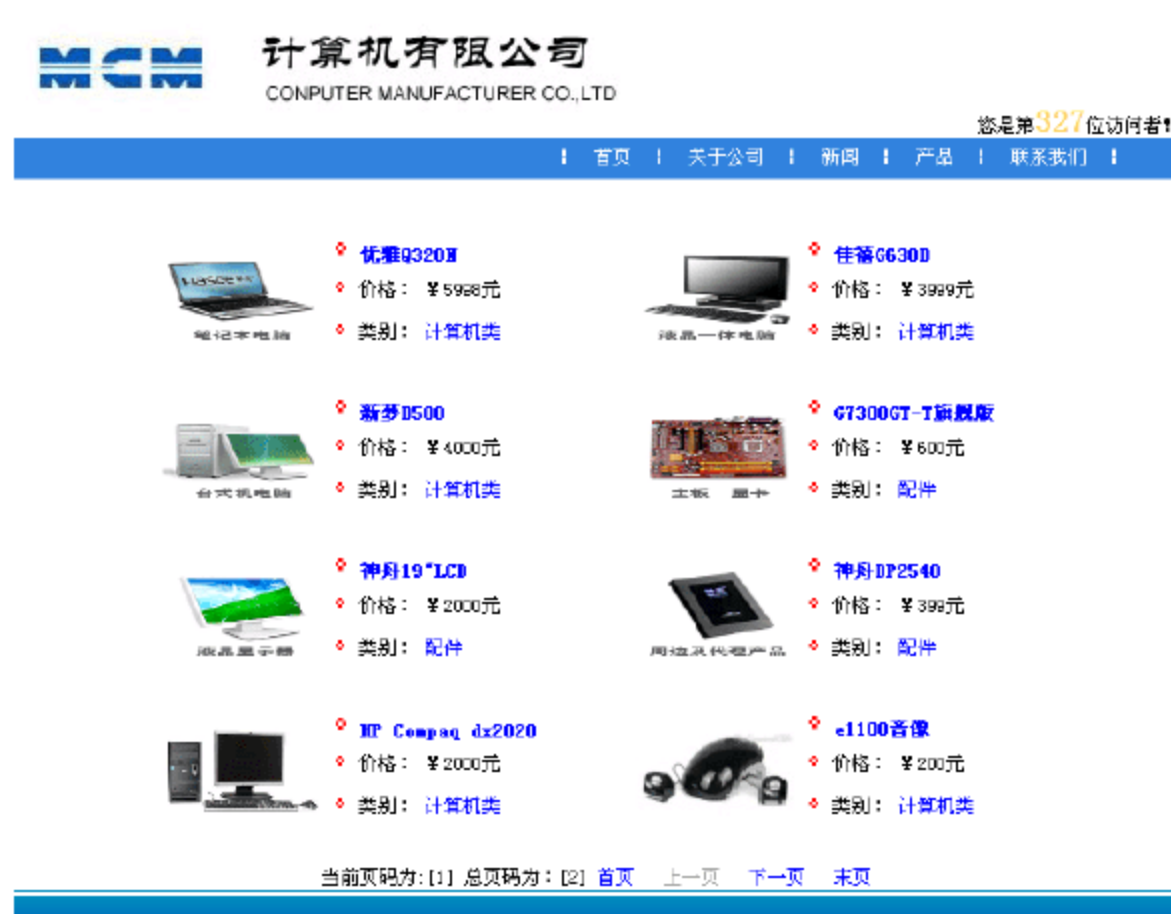 MCM
计算机有限公司
CONPUTER MANUFACTURER CO.,LTD
您是第327位访问者!
首页 | 关于公司 | 新闻 | 产品 | 联系我们
优雅Q320N
价格: ¥5998元
类别: 计算机类
笔记本电脑
佳蓓G630D
价格: ¥3999元
类别: 计算机类
液晶一体电脑
新梦D500
价格: ¥4000元
类别: 计算机类
台式机电脑
G7300GT-T旗舰版
价格: ¥600元
类别: 配件
主板 显卡
神舟19"LCD
价格: ¥2000元
类别: 配件
液晶显示器
神舟DP2540
价格: ¥399元
类别: 配件
周边及代理产品
HP Compaq dx2020
价格: ¥2000元
类别: 计算机类
e1100音像
价格: ¥200元
类别: 计算机类
当前页码为:[1] 总页码为:[2] 首页 上一页 下一页 末页